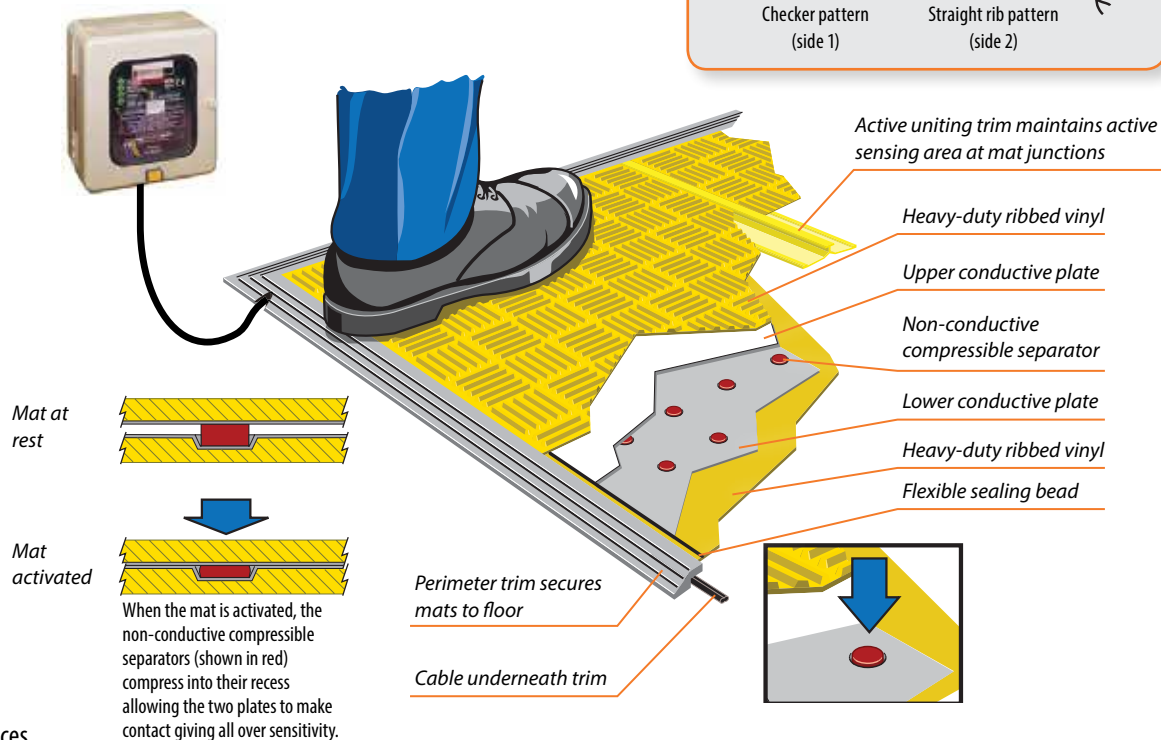 Checker pattern
(side 1)
Straight rib pattern
(side 2)
Active uniting trim maintains active
sensing area at mat junctions
Heavy-duty ribbed vinyl
Upper conductive plate
Non-conductive
compressible separator
Lower conductive plate
Heavy-duty ribbed vinyl
Flexible sealing bead
Mat at
rest
Mat
activated
When the mat is activated, the
non-conductive compressible
separators (shown in red)
compress into their recess
allowing the two plates to make
contact giving all over sensitivity.
Perimeter trim secures
mats to floor
Cable underneath trim